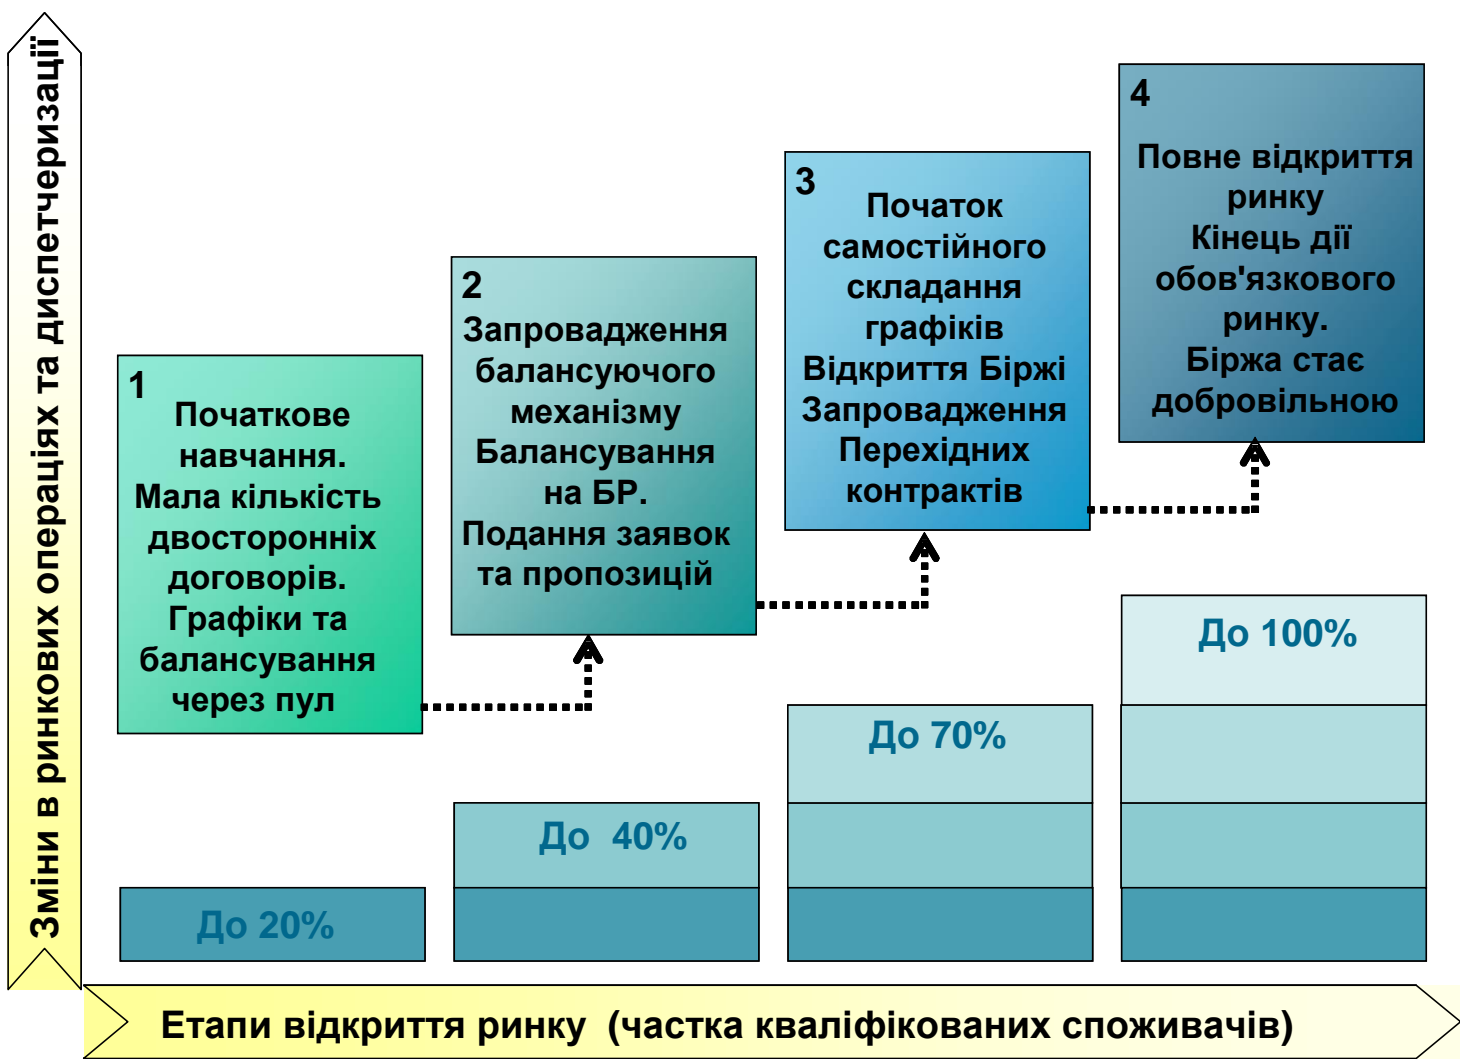 Зміни в ринкових операціях та диспетчеризації
1
Початкове
навчання.
Мала кількість
двосторонніх
договорів.
Графіки та
балансування
через пул
2
Запровадження
балансуючого
механізму
Балансування
на БР.
Подання заявок
та пропозицій
3
Початок
самостійного
складання
графіків
Відкриття Біржі
Запровадження
Перехідних
контрактів
4
Повне відкриття
ринку
Кінець дії
обов'язкового
ринку.
Біржа стає
добровільною
До 20%
До 40%
До 70%
До 100%
Етапи відкриття ринку (частка кваліфікованих споживачів)